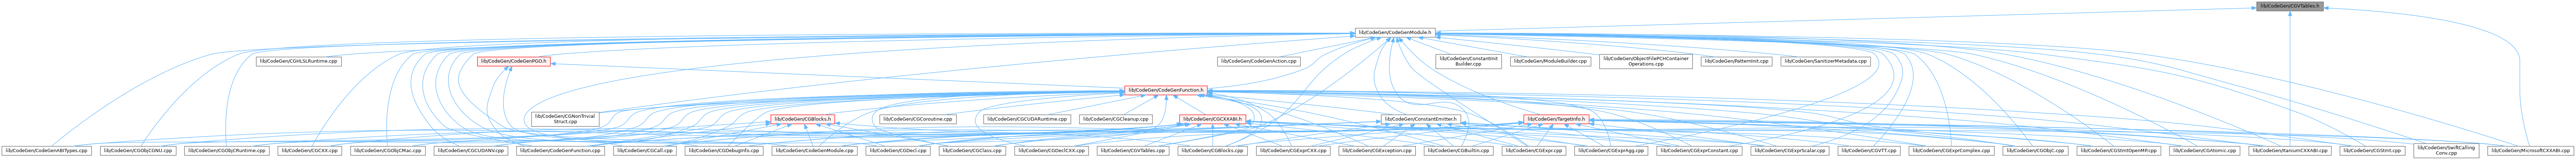 lib/CodeGen/CGVTables.h
lib/CodeGen/CodeGenModule.h
lib/CodeGen/CGHLSLRuntime.cpp
lib/CodeGen/CodeGenPGO.h
lib/CodeGen/CodeGenAction.cpp
lib/CodeGen/ConstantInit
Builder.cpp
lib/CodeGen/ModuleBuilder.cpp
lib/CodeGen/ObjectFilePCHContainer
Operations.cpp
lib/CodeGen/PatternInit.cpp
lib/CodeGen/SanitizerMetadata.cpp
lib/CodeGen/CodeGenFunction.h
lib/CodeGen/CGNonTrivial
Struct.cpp
lib/CodeGen/CGBlocks.h
lib/CodeGen/CGCoroutine.cpp
lib/CodeGen/CGCUDARuntime.cpp
lib/CodeGen/CGCleanup.cpp
lib/CodeGen/CGCXXABI.h
lib/CodeGen/ConstantEmitter.h
lib/CodeGen/TargetInfo.h
lib/CodeGen/CodeGenABITypes.cpp
lib/CodeGen/CGObjCGNU.cpp
lib/CodeGen/CGObjCRuntime.cpp
lib/CodeGen/CGCXX.cpp
lib/CodeGen/CGObjCMac.cpp
lib/CodeGen/CGCUDANV.cpp
lib/CodeGen/CodeGenFunction.cpp
lib/CodeGen/CGCall.cpp
lib/CodeGen/CGDebugInfo.cpp
lib/CodeGen/CodeGenModule.cpp
lib/CodeGen/CGDecl.cpp
lib/CodeGen/CGClass.cpp
lib/CodeGen/CGDeclCXX.cpp
lib/CodeGen/CGVTables.cpp
lib/CodeGen/CGBlocks.cpp
lib/CodeGen/CGExprCXX.cpp
lib/CodeGen/CGException.cpp
lib/CodeGen/CGBuiltin.cpp
lib/CodeGen/CGExpr.cpp
lib/CodeGen/CGExprAgg.cpp
lib/CodeGen/CGExprConstant.cpp
lib/CodeGen/CGExprScalar.cpp
lib/CodeGen/CGVTT.cpp
lib/CodeGen/CGExprComplex.cpp
lib/CodeGen/CGObjC.cpp
lib/CodeGen/CGStmtOpenMP.cpp
lib/CodeGen/CGAtomic.cpp
lib/CodeGen/ItaniumCXXABI.cpp
lib/CodeGen/CGStmt.cpp
lib/CodeGen/SwiftCalling
Conv.cpp
lib/CodeGen/MicrosoftCXXABI.cpp